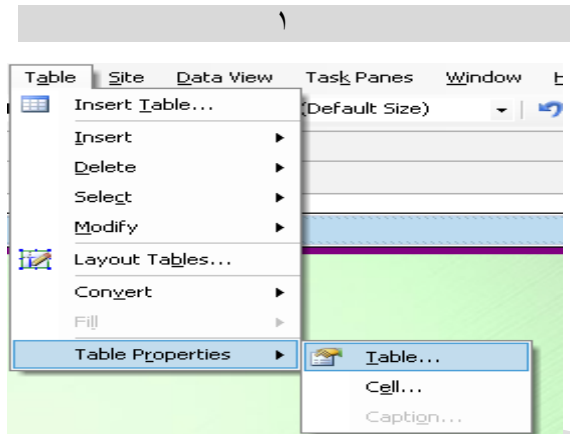 ١
Table Site Data View Task Panes Window
Insert Table... (Default Size)
Insert
Delete
Select
Modify
Layout Tables...
Convert
Fill
Table Properties Table...
Cell...
Caption...